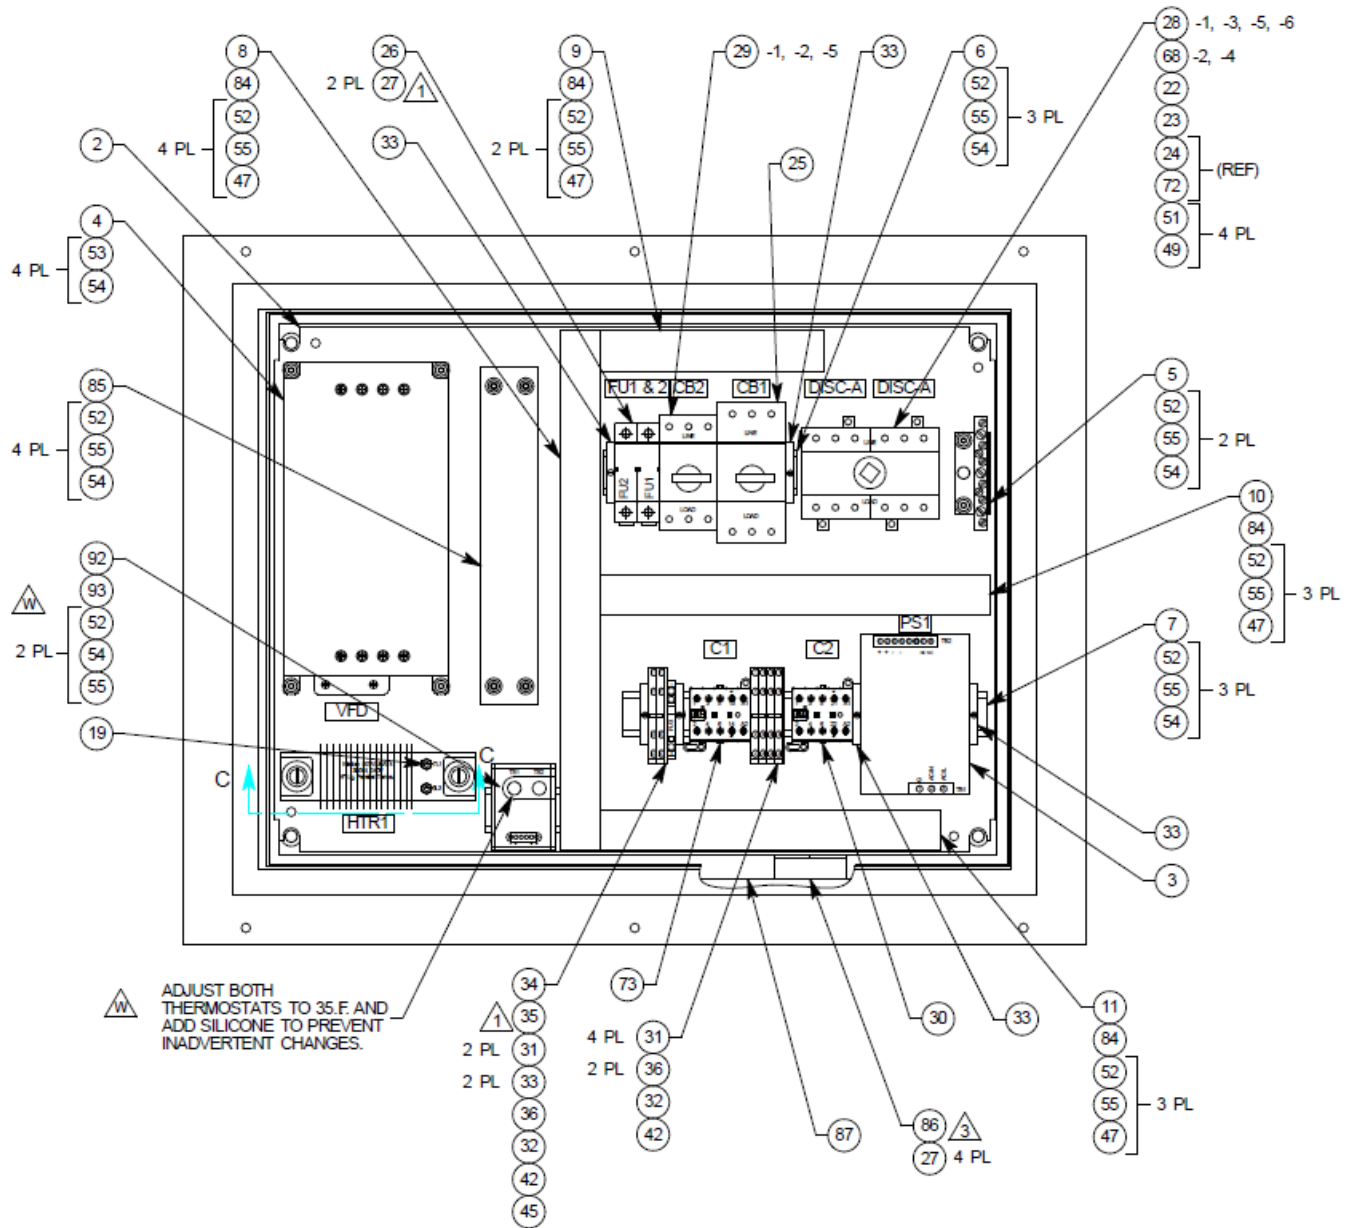 8
84
52
55
47
4 PL
26
2 PL 27 1
33
9
84
52
55
47
2 PL
29 -1, -2, -5
33
6
52
55
54
3 PL
25
28 -1, -3, -5, -6
68 -2, -4
22
23
24
72
(REF)
51
49
4 PL
2
4
53
54
4 PL
85
52
55
54
4 PL
92
93
52
54
55
W
2 PL
19
5
52
55
54
2 PL
10
84
52
55
47
3 PL
7
52
55
54
3 PL
33
3
FU1 & 2 CB2 CB1 DISC-A DISC-A
LINE
LINE
LINE
FU2
FU1
LOAD
LOAD
LOAD
VFD
C1
C2
PS1
TB2
C
C
HTR1
TB1
W
ADJUST BOTH
THERMOSTATS TO 35.F. AND
ADD SILICONE TO PREVENT
INADVERTENT CHANGES.
34
1 35
2 PL 31
2 PL 33
36
32
42
45
73
4 PL 31
2 PL 36
32
42
87
86 3
27 4 PL
30
33
11
84
52
55
47
3 PL